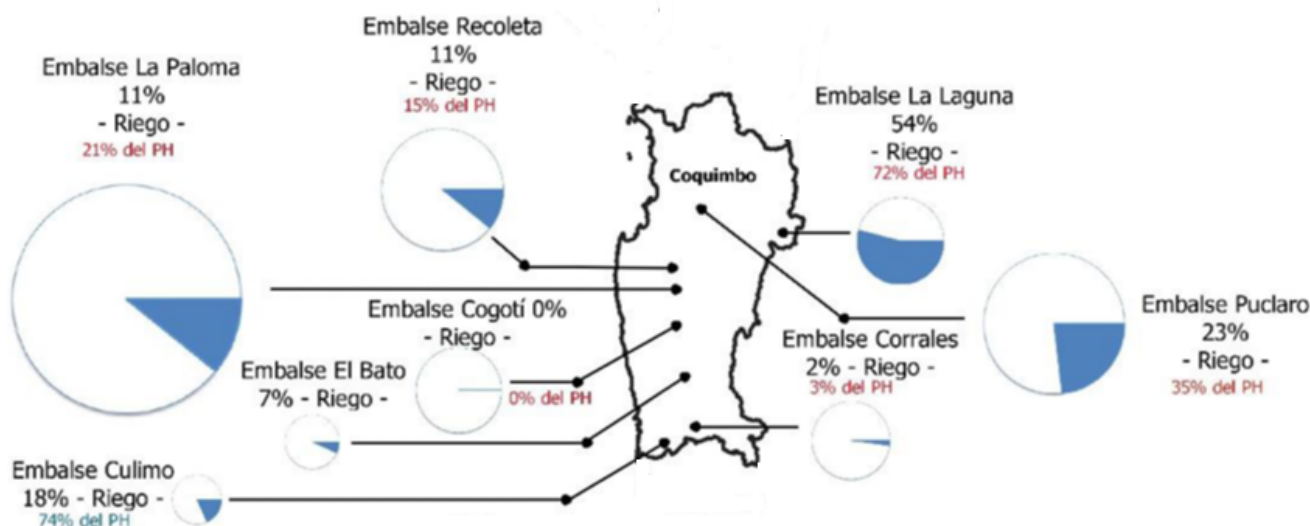 Embalse Recoleta
11%
- Riego -
15% del PH
Embalse La Paloma
11%
- Riego -
21% del PH
Embalse La Laguna
54%
- Riego -
72% del PH
Coquimbo
Embalse Cogotí 0%
- Riego -
0% del PH
Embalse Puclaro
23%
- Riego -
35% del PH
Embalse Corrales
2% - Riego -
3% del PH
Embalse El Bato
7% - Riego -
Embalse Culimo
18% - Riego -
74% del PH